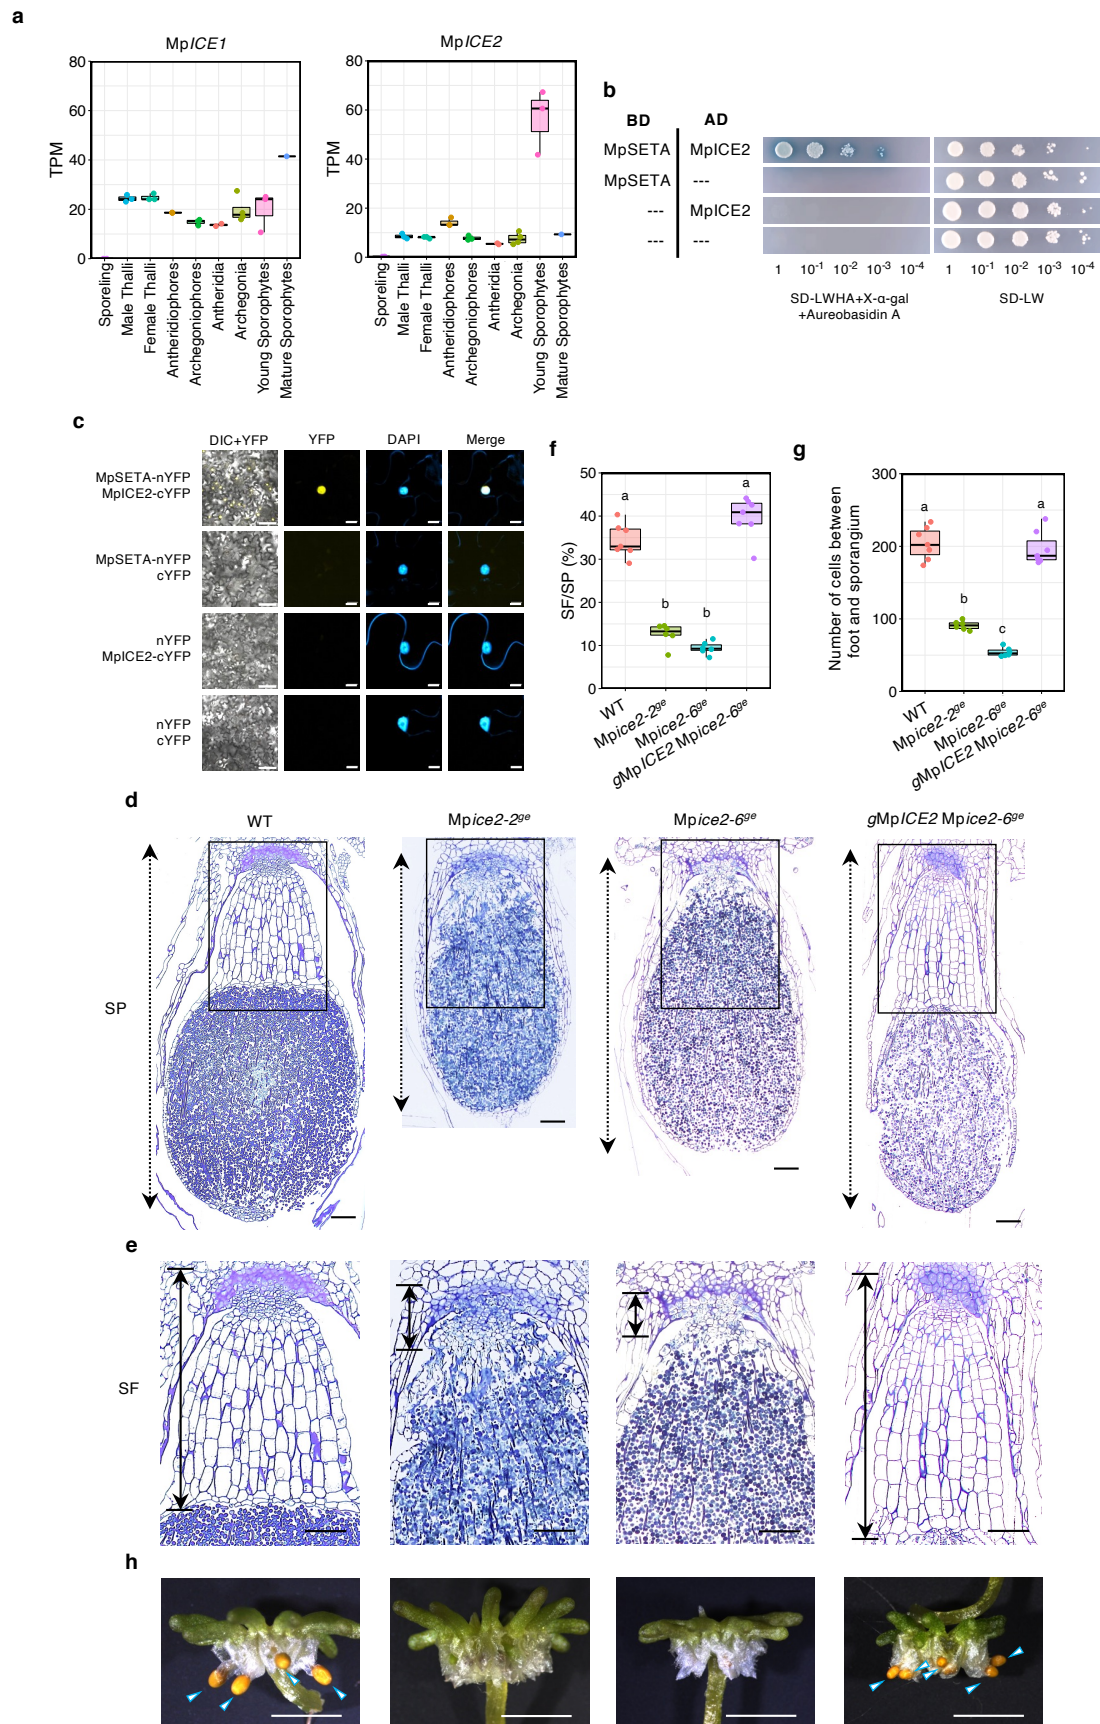 a
MpICE1
MpICE2
80
60
40
20
0
TPM
80
60
40
20
0
TPM
Sporeling
Male Thalli
Female Thalli
Antheridiophores
Archegoniophores
Antheridia
Archegonia
Young Sporophytes
Mature Sporophytes
Sporeling
Male Thalli
Female Thalli
Antheridiophores
Archegoniophores
Antheridia
Archegonia
Young Sporophytes
Mature Sporophytes
b
BD AD
MpSETA MpICE2
MpSETA ---
--- MpICE2
--- ---
1 10-1 10-2 10-3 10-4
1 10-1 10-2 10-3 10-4
SD-LWHA+X-α-gal
+Aureobasidin A
SD-LW
c
DIC+YFP YFP DAPI Merge
MpSETA-nYFP
MpICE2-cYFP
MpSETA-nYFP
cYFP
nYFP
MpICE2-cYFP
nYFP
cYFP
f
50
40
30
20
10
0
SF/SP (%)
a
b
b
a
WT
Mpice2-2ge
Mpice2-6ge
gMpICE2 Mpice2-6ge
g
300
200
100
0
Number of cells between
foot and sporangium
a
b
c
a
WT
Mpice2-2ge
Mpice2-6ge
gMpICE2 Mpice2-6ge
d
WT
Mpice2-2ge
Mpice2-6ge
gMpICE2 Mpice2-6ge
SP
e
SF
h